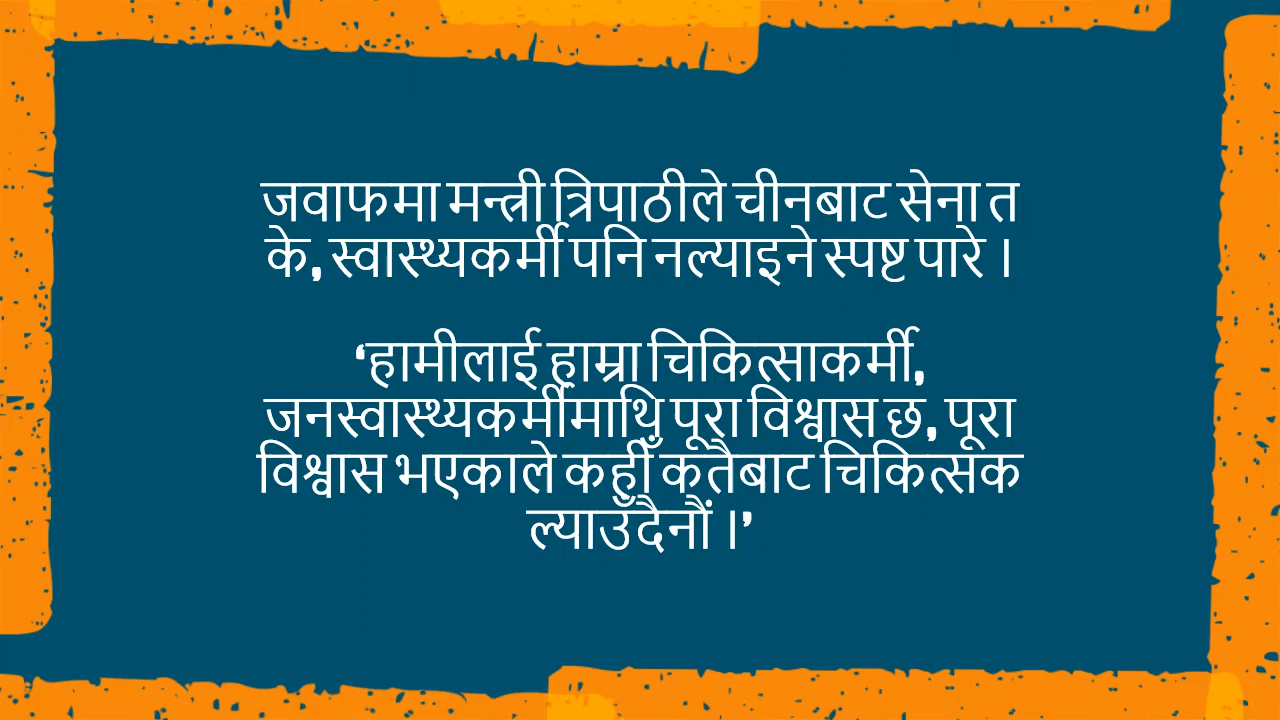 जवाफमा मन्त्री त्रिपाठीले चीनबाट सेना त
के, स्वास्थ्यकर्मी पनि नल्याइने स्पष्ट पारे ।
‘हामीलाई हाम्रा चिकित्साकर्मी,
जनस्वास्थ्यकर्मीमाथि पूरा विश्वास छ, पूरा
विश्वास भएकाले कहीँ कतैबाट चिकित्सक
ल्याउँदैनौं ।’